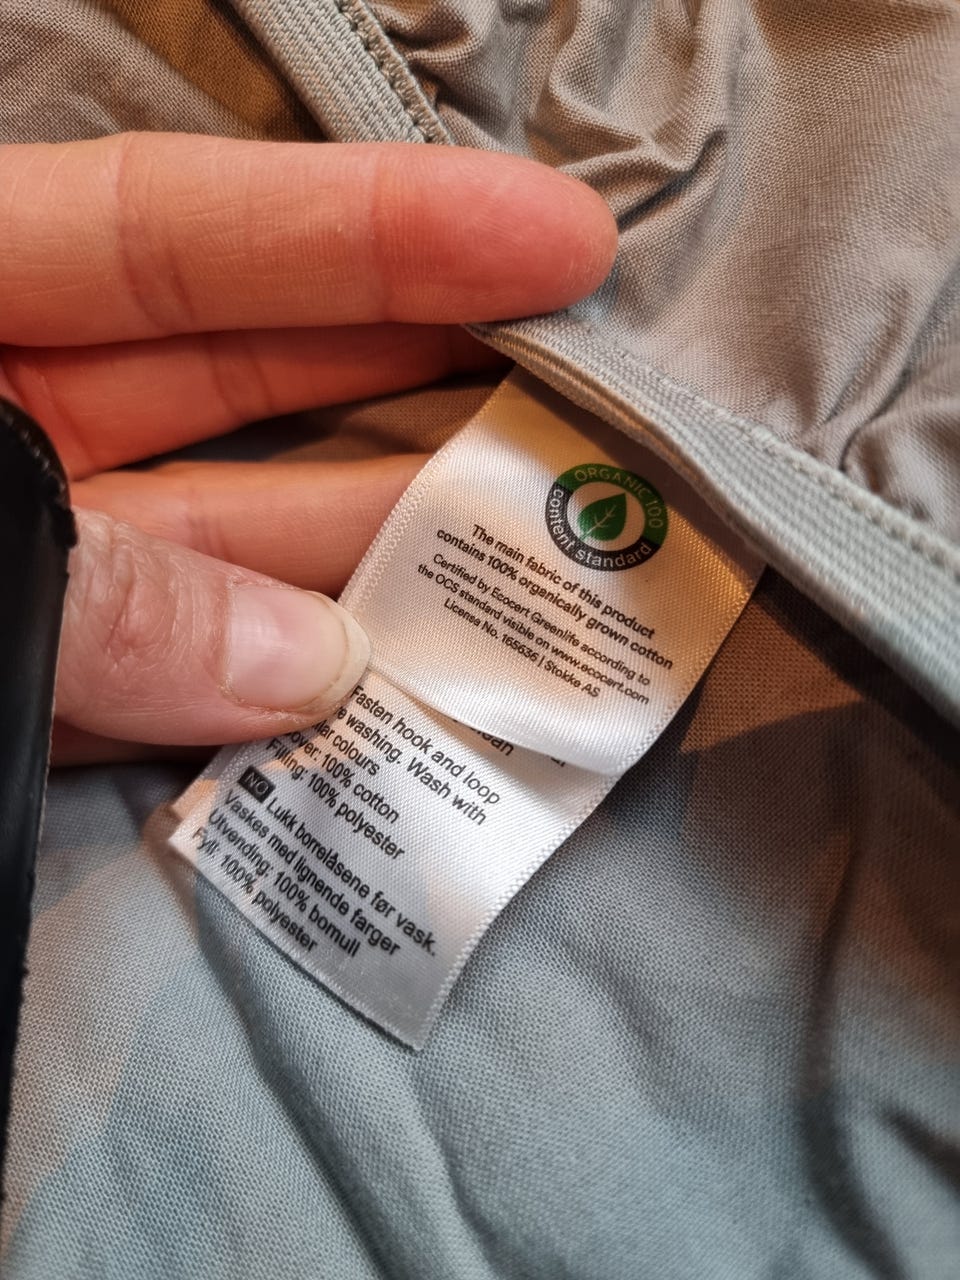 ORGANIC 100
content standard
The main fabric of this product
contains 100% organically grown cotton
Certified by Ecocert Greenlife according to
the OCS standard visible on www.ecocert.com
Licensa No. 165636 | Stokke AS
Fasten hook and loop
washing. Wash with
colours
100% cotton
Filling: 100% polyester
NO Lukk borrelåsene før vask.
Vaskes med lignende farger
Utvending: 100% bomull
Fyll: 100% polyester